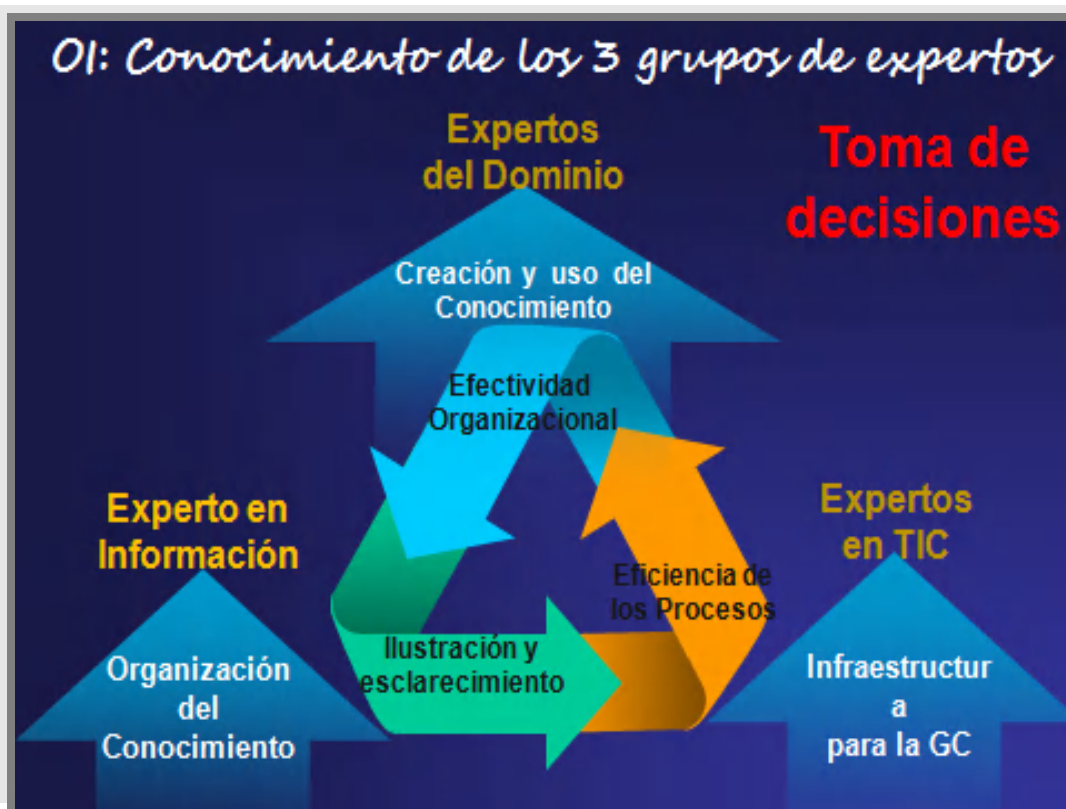 OI: Conocimiento de los 3 grupos de expertos
Expertos
del Dominio
Toma de
decisiones
Creación y uso del
Conocimiento
Efectividad
Organizacional
Experto en
Información
Expertos
en TIC
Eficiencia de
los Procesos
Ilustración y
esclarecimiento
Organización
del
Conocimiento
Infraestructur
a
para la GC